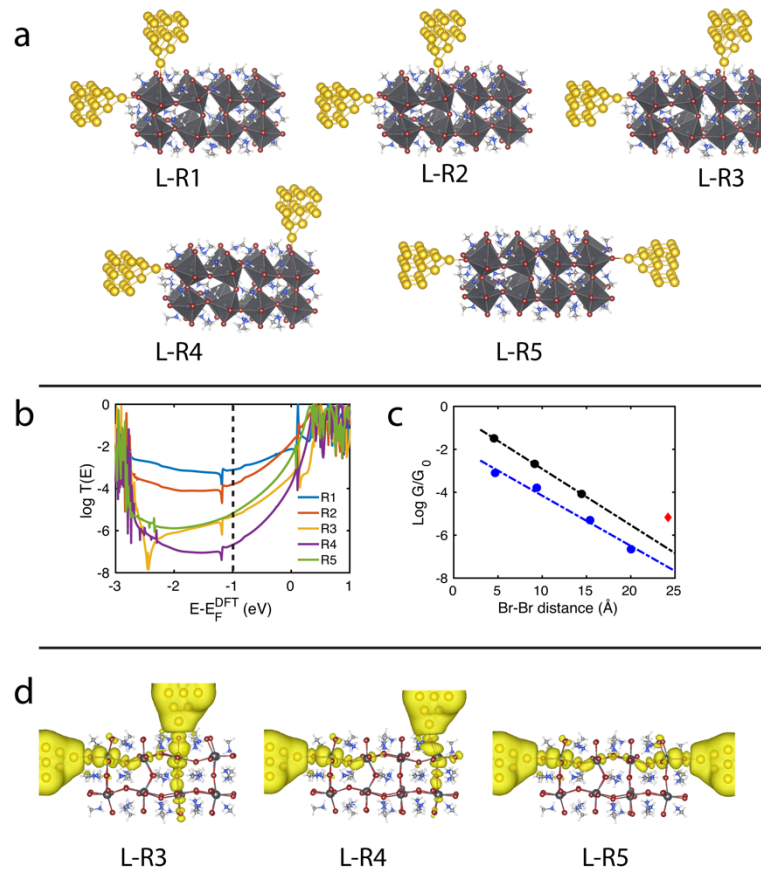 a
L-R1
L-R2
L-R3
L-R4
L-R5
b
log T(E)
0
-2
-4
-6
-8
-3
-2
-1
0
1
E-E_F^DFT (eV)
R1
R2
R3
R4
R5
c
Log G/G_0
0
-2
-4
-6
-8
0
5
10
15
20
25
Br-Br distance (Å)
d
L-R3
L-R4
L-R5